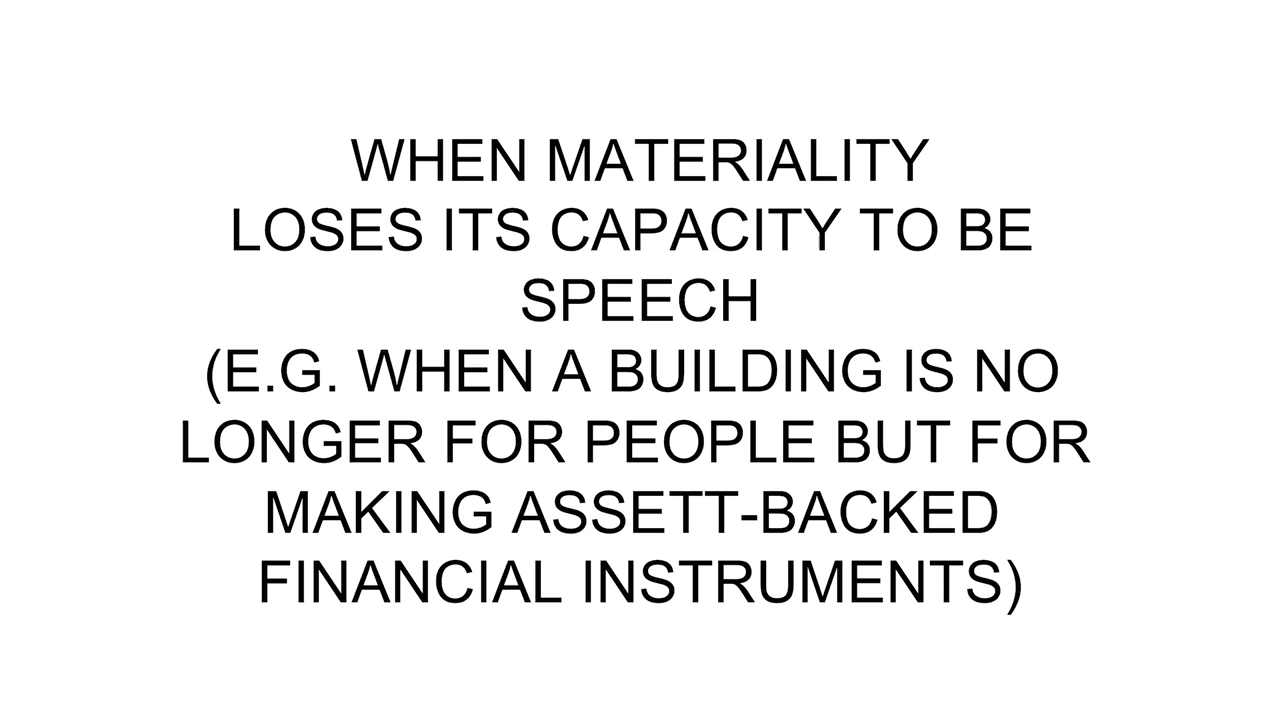 WHEN MATERIALITY
LOSES ITS CAPACITY TO BE
SPEECH
(E.G. WHEN A BUILDING IS NO
LONGER FOR PEOPLE BUT FOR
MAKING ASSETT-BACKED
FINANCIAL INSTRUMENTS)